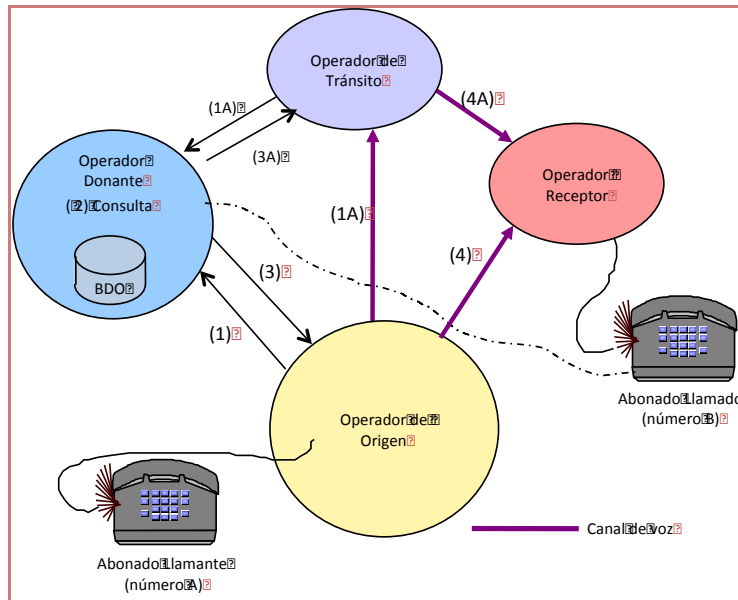 Operador de
Tránsito
(1A)
(4A)
(3A)
Operador
Donante
(2) Consulta
BDO
Operador
Receptor
(1A)
(4)
(3)
(1)
Operador de
Origen
Abonado Llamado
(número B)
Canal de voz
Abonado Llamante
(número A)